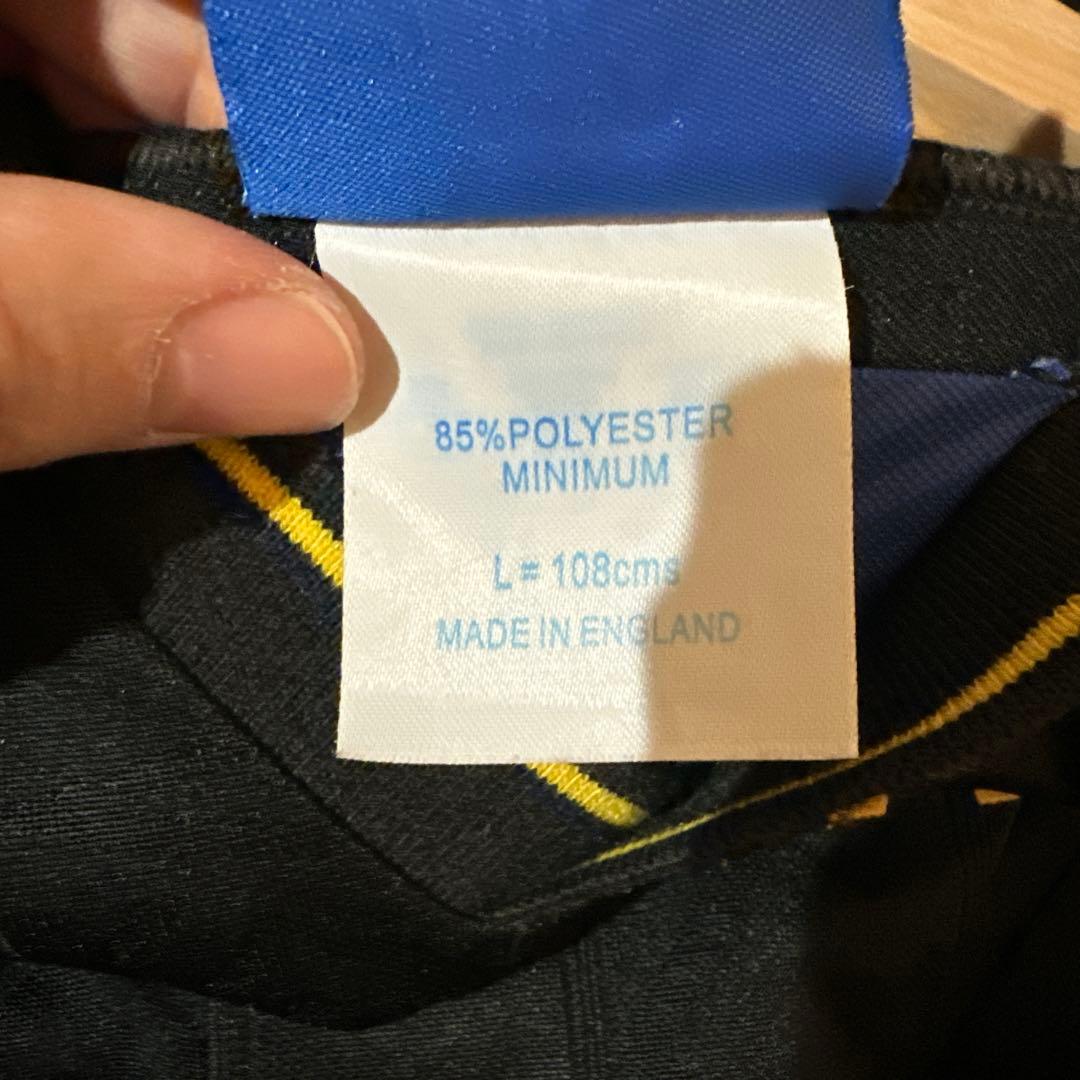 85%POLYESTER
MINIMUM
L = 108cms
MADE IN ENGLAND